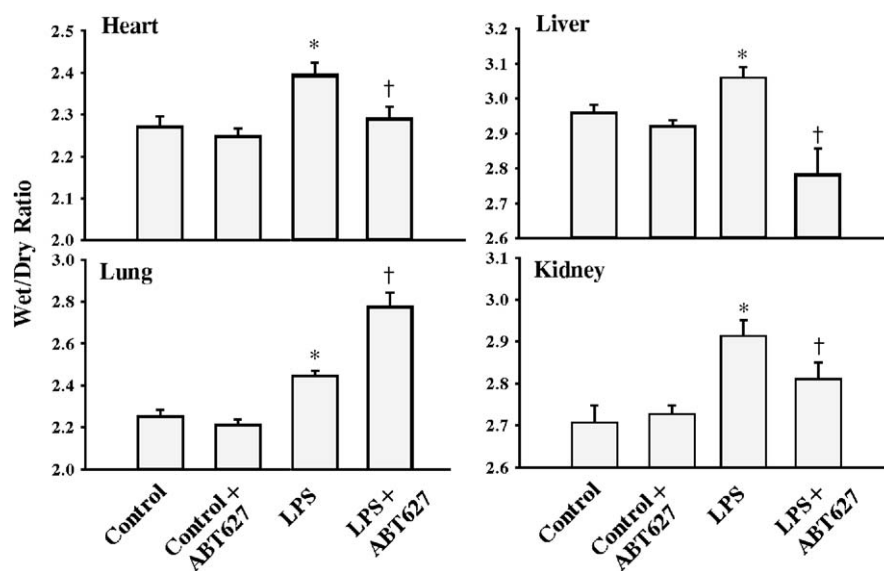 Heart
2.5
2.4
2.3
2.2
2.1
2.0
*
†
Liver
3.1
3.0
2.9
2.8
2.7
2.6
*
†
Wet/Dry Ratio
Lung
3.0
2.8
2.6
2.4
2.2
2.0
*
†
Kidney
3.1
3.0
2.9
2.8
2.7
2.6
*
†
Control
Control+
ABT627
LPS
LPS+
ABT627
Control
Control+
ABT627
LPS
LPS+
ABT627